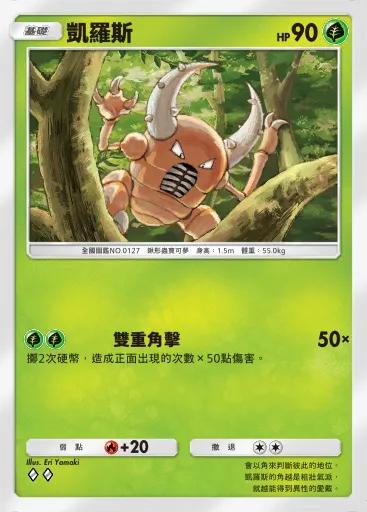 基礎 凱羅斯 HP 90
全國圖鑑NO.0127 鍬形蟲寶可夢 身高：1.5m 體重：55.0kg
雙重角擊 50×
擲2次硬幣，造成正面出現的次數×50點傷害。
弱點 +20 撤退
Illus. Eri Yamaki
會以角來判斷彼此的地位。
凱羅斯的角越是粗壯氣派，
就越能得到異性的愛戴。